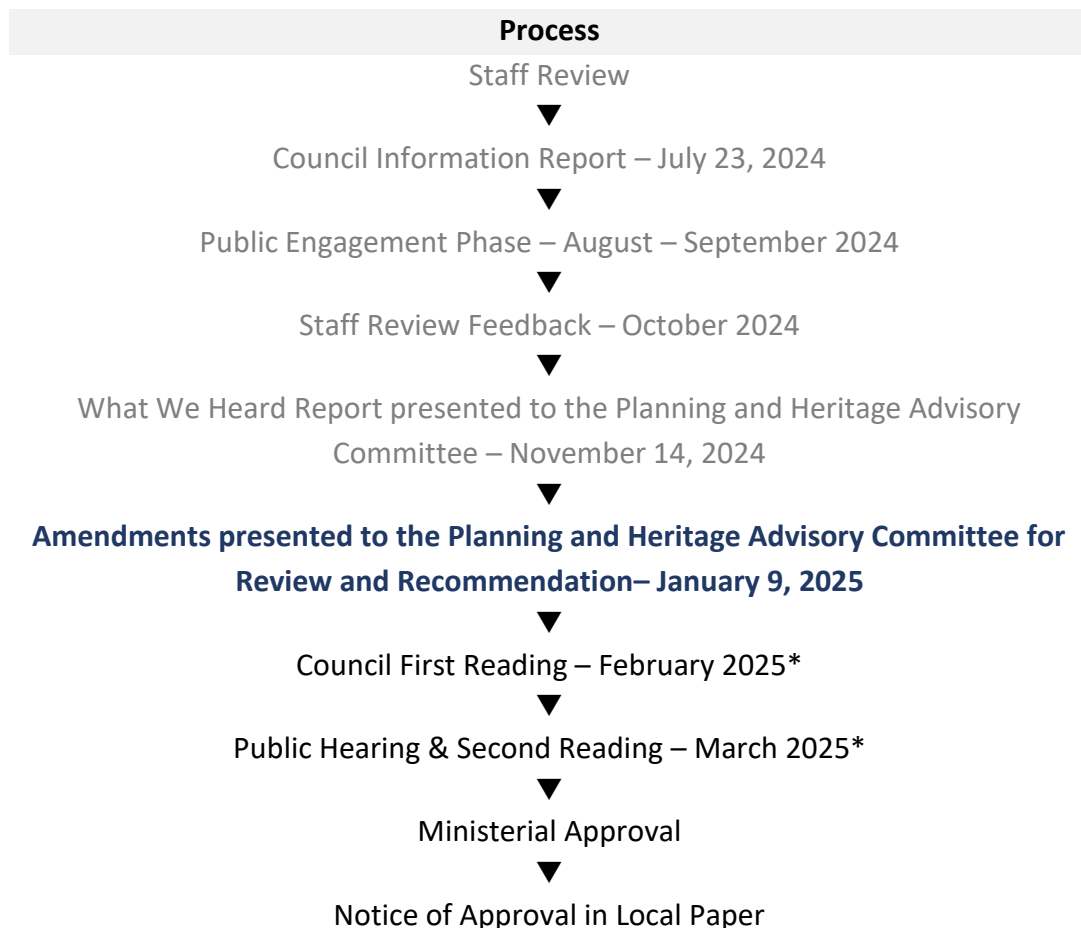 Process
Staff Review
▼
Council Information Report – July 23, 2024
▼
Public Engagement Phase – August – September 2024
▼
Staff Review Feedback – October 2024
▼
What We Heard Report presented to the Planning and Heritage Advisory
Committee – November 14, 2024
▼
Amendments presented to the Planning and Heritage Advisory Committee for
Review and Recommendation– January 9, 2025
▼
Council First Reading – February 2025*
▼
Public Hearing & Second Reading – March 2025*
▼
Ministerial Approval
▼
Notice of Approval in Local Paper